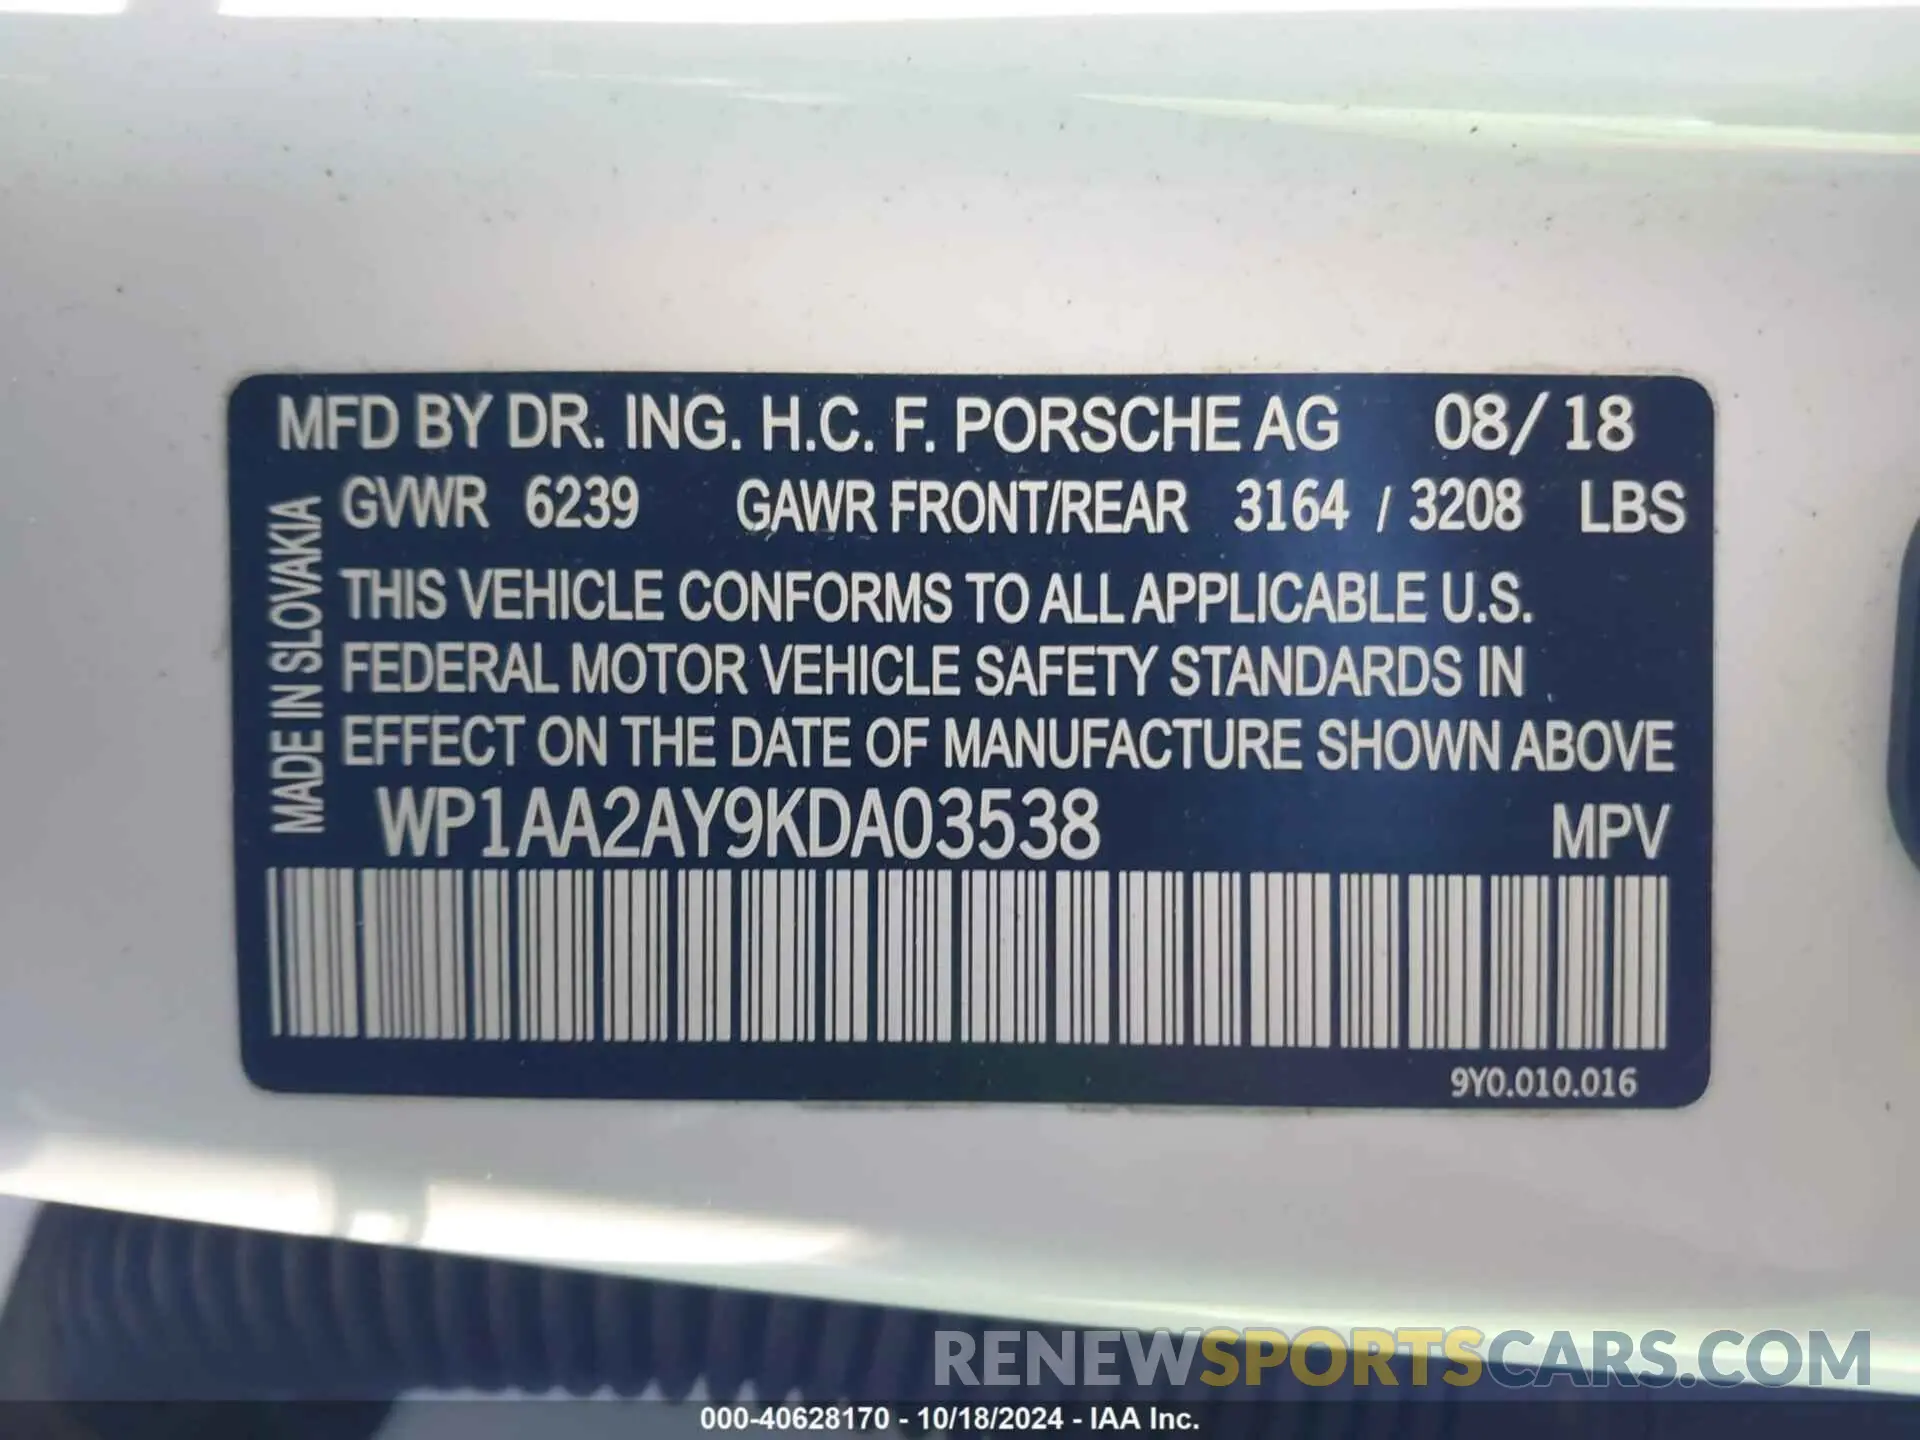 MFD BY DR. ING. H.C. F. PORSCHE AG 08/18
GVWR 6239 GAWR FRONT/REAR 3164 / 3208 LBS
MADE IN SLOVAKIA
THIS VEHICLE CONFORMS TO ALL APPLICABLE U.S.
FEDERAL MOTOR VEHICLE SAFETY STANDARDS IN
EFFECT ON THE DATE OF MANUFACTURE SHOWN ABOVE
WP1AA2AY9KDA03538 MPV
9Y0.010.016
RENEWSPORTSCARS.COM
000-40628170 - 10/18/2024 - IAA Inc.